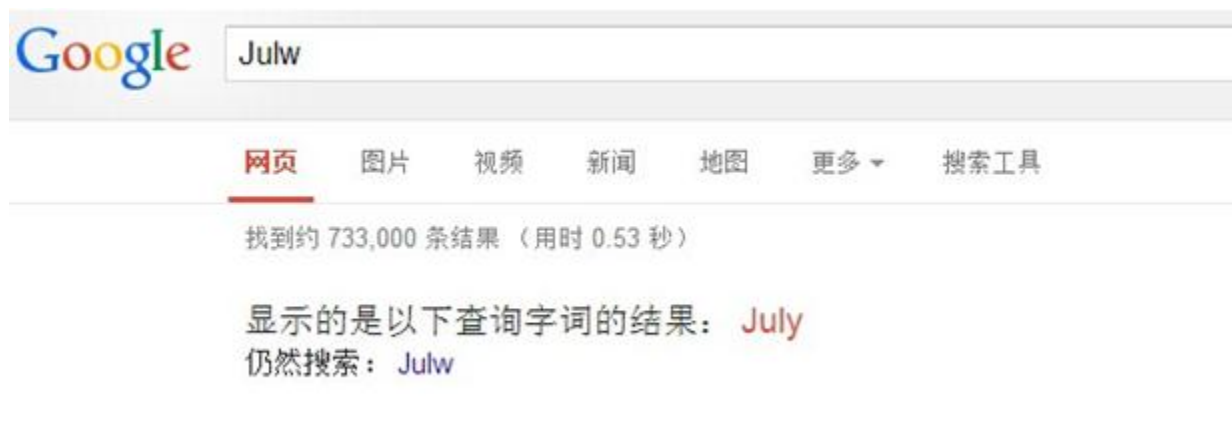 Google Julw
网页 图片 视频 新闻 地图 更多 搜索工具
找到约 733,000 条结果 （用时 0.53 秒）
显示的是以下查询字词的结果： July
仍然搜索： Julw